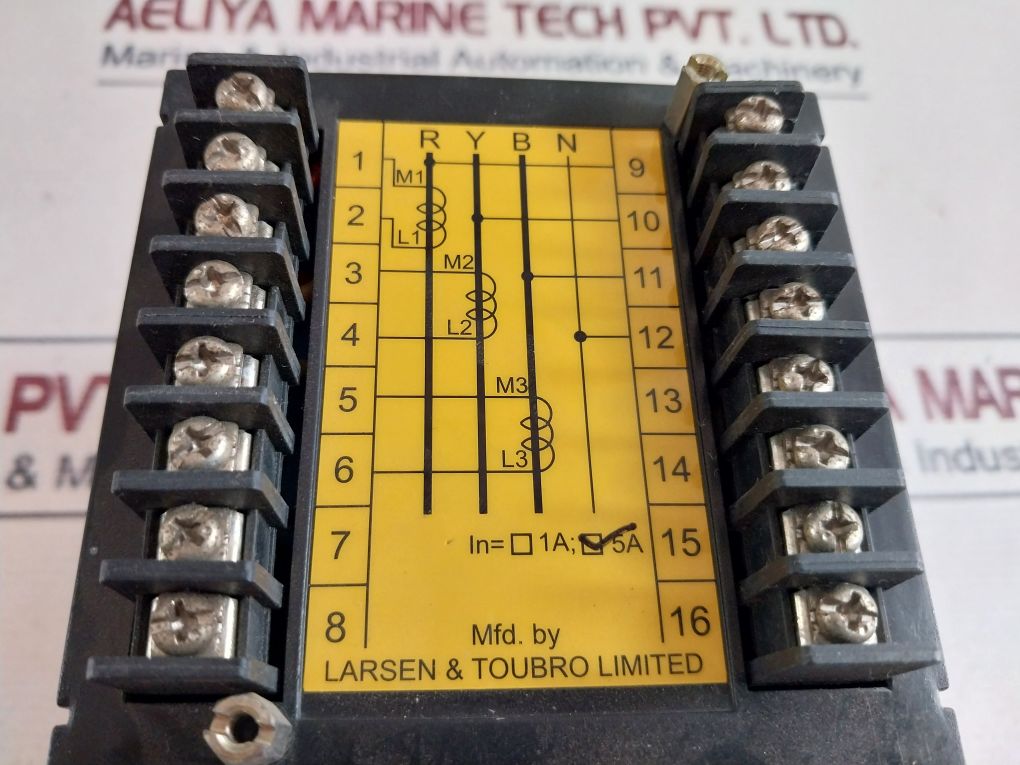 AELIYA MARINE TECH PVT. LTD.
Marine & Industrial Automation & Machinery
R Y B N
1 9
M1
2 10
L1
M2
3 11
L2
4 12
M3
5 13
L3
6 14
7 In= 1A; 5A 15
8 16
Mfd. by
LARSEN & TOUBRO LIMITED
PVT
& M
A MAR
Indus